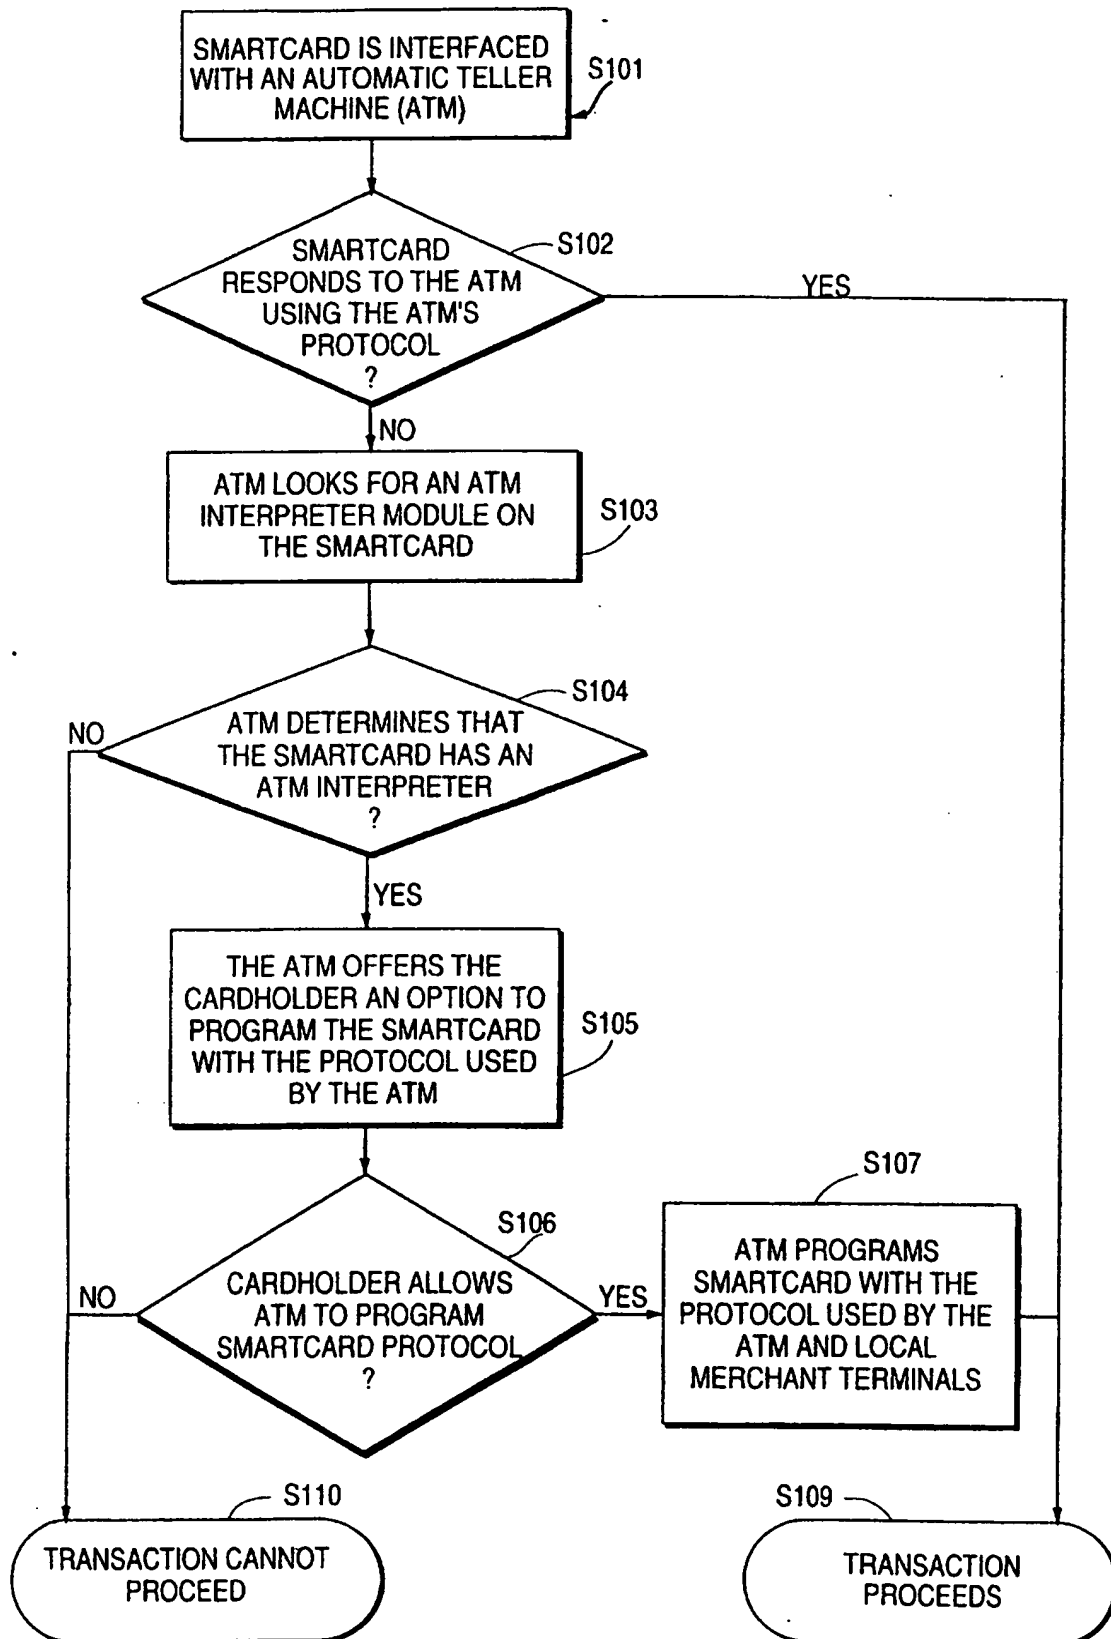 SMARTCARD IS INTERFACED
WITH AN AUTOMATIC TELLER
MACHINE (ATM)
S101
SMARTCARD
RESPONDS TO THE ATM
USING THE ATM'S
PROTOCOL
?
S102
YES
NO
ATM LOOKS FOR AN ATM
INTERPRETER MODULE ON
THE SMARTCARD
S103
S104
NO
ATM DETERMINES THAT
THE SMARTCARD HAS AN
ATM INTERPRETER
?
YES
THE ATM OFFERS THE
CARDHOLDER AN OPTION TO
PROGRAM THE SMARTCARD
WITH THE PROTOCOL USED
BY THE ATM
S105
S106
NO
CARDHOLDER ALLOWS
ATM TO PROGRAM
SMARTCARD PROTOCOL
?
YES
S107
ATM PROGRAMS
SMARTCARD WITH THE
PROTOCOL USED BY THE
ATM AND LOCAL
MERCHANT TERMINALS
S110
TRANSACTION CANNOT
PROCEED
S109
TRANSACTION
PROCEEDS